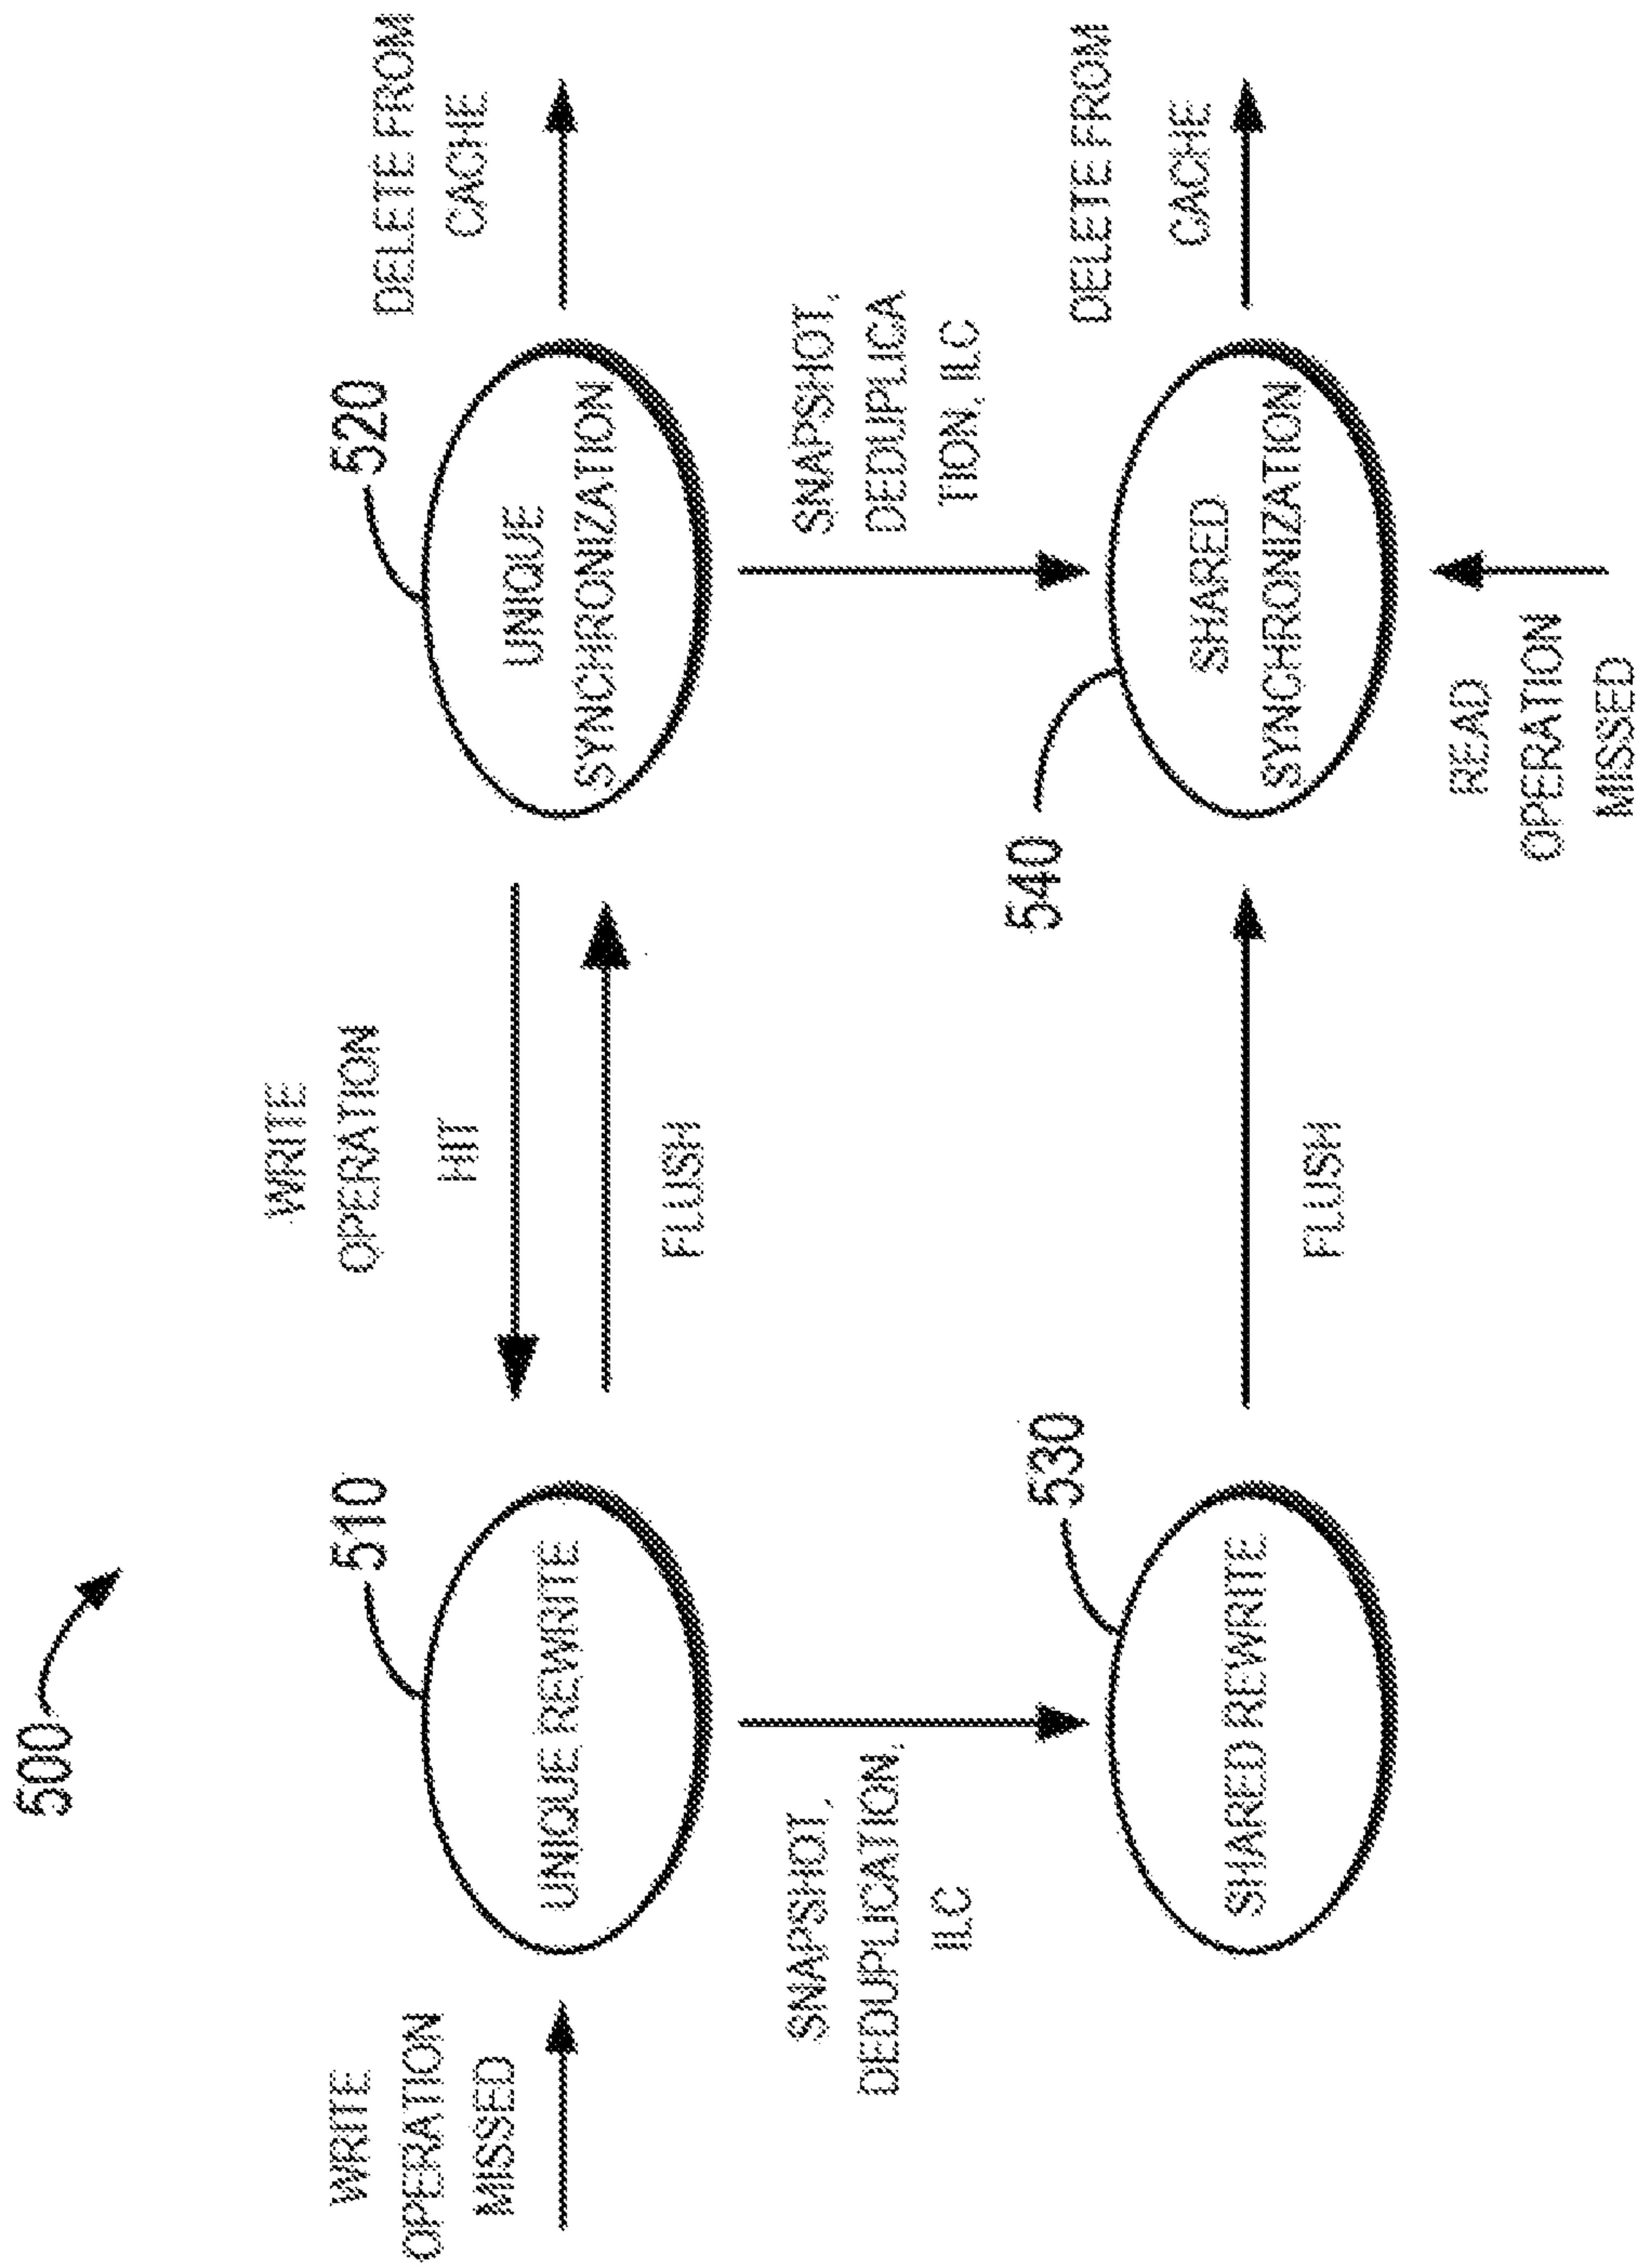 500
WRITE
OPERATION
MISSED
510
UNIQUE REWRITE
WRITE
OPERATION
HIT
FLUSH
520
UNIQUE
SYNCHRONIZATION
DELETE FROM
CACHE
SNAPSHOT,
DEDUPLICATION,
ILC
SNAPSHOT,
DEDUPLICA
TION, ILC
530
SHARED REWRITE
FLUSH
540
SHARED
SYNCHRONIZATION
DELETE FROM
CACHE
READ
OPERATION
MISSED